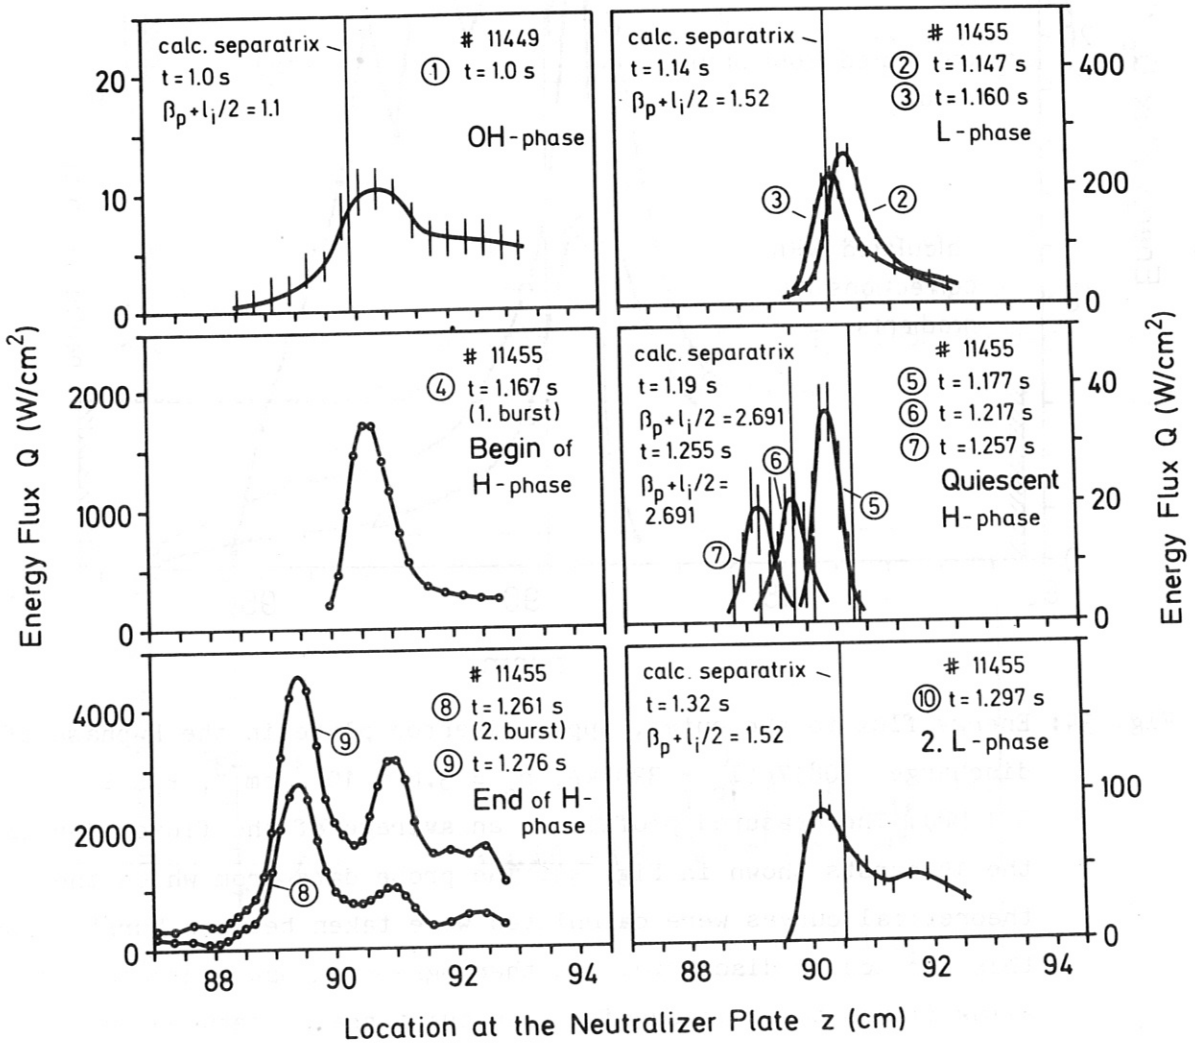 calc. separatrix
t = 1.0 s
βp+li/2 = 1.1
# 11449
① t = 1.0 s
OH-phase
20
10
0
calc. separatrix
t = 1.14 s
βp+li/2 = 1.52
# 11455
② t = 1.147 s
③ t = 1.160 s
L-phase
③
②
400
200
0
# 11455
④ t = 1.167 s
(1. burst)
Begin of
H-phase
2000
1000
0
calc. separatrix
t = 1.19 s
βp+li/2 = 2.691
t = 1.255 s
βp+li/2 =
2.691
# 11455
⑤ t = 1.177 s
⑥ t = 1.217 s
⑦ t = 1.257 s
Quiescent
H-phase
⑥
⑤
⑦
40
20
0
# 11455
⑧ t = 1.261 s
(2. burst)
⑨ t = 1.276 s
End of H-
phase
⑨
⑧
4000
2000
0
88 90 92 94
calc. separatrix
t = 1.32 s
βp+li/2 = 1.52
# 11455
⑩ t = 1.297 s
2. L-phase
100
0
88 90 92 94
Energy Flux Q (W/cm²)
Energy Flux Q (W/cm²)
Location at the Neutralizer Plate z (cm)